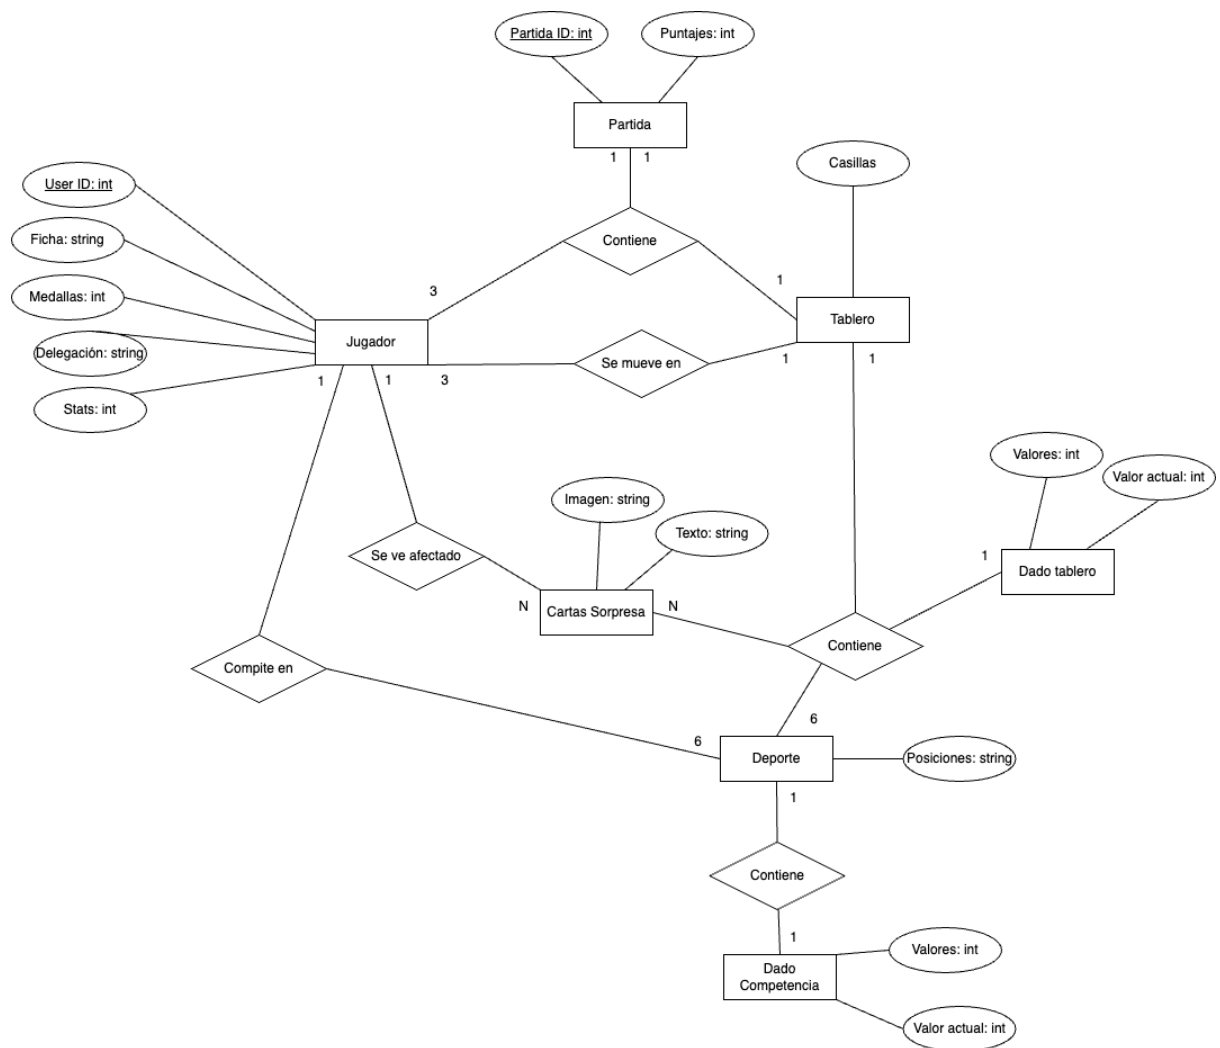 Partida ID: int
Puntajes: int
Partida
1
1
Casillas
User ID: int
Ficha: string
Contiene
Medallas: int
3
1
Tablero
Jugador
Delegación: string
Se mueve en
1
1
1
1
3
Stats: int
Valores: int
Valor actual: int
Imagen: string
Texto: string
Se ve afectado
1
Dado tablero
N
Cartas Sorpresa
N
Contiene
Compite en
6
6
Deporte
Posiciones: string
1
Contiene
1
Valores: int
Dado
Competencia
Valor actual: int